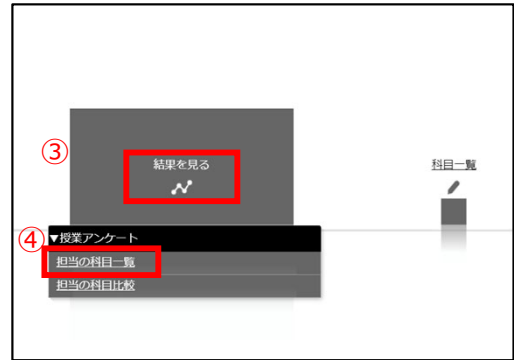 ③
結果を見る
科目一覧
④
▼授業アンケート
担当の科目一覧
担当の科目比較